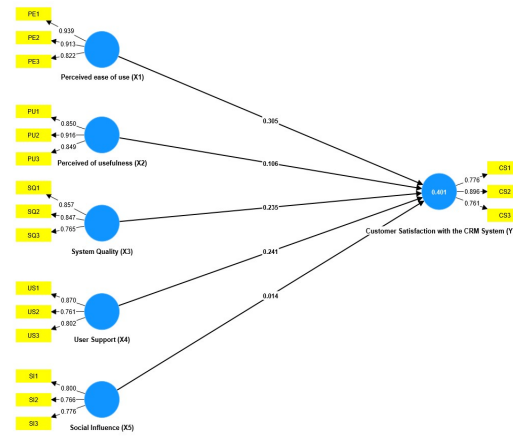 PE1
0.939
PE2
0.913
PE3
0.822
Perceived ease of use (X1)
0.305
PU1
0.850
PU2
0.916
PU3
0.849
Perceived of usefulness (X2)
0.106
SQ1
0.857
SQ2
0.847
SQ3
0.765
System Quality (X3)
0.235
CS1
0.776
0.481
0.896
CS2
0.761
CS3
Customer Satisfaction with the CRM System (Y
US1
0.870
US2
0.761
US3
0.802
User Support (X4)
0.241
0.014
SI1
0.800
SI2
0.766
SI3
0.776
Social Influence (X5)